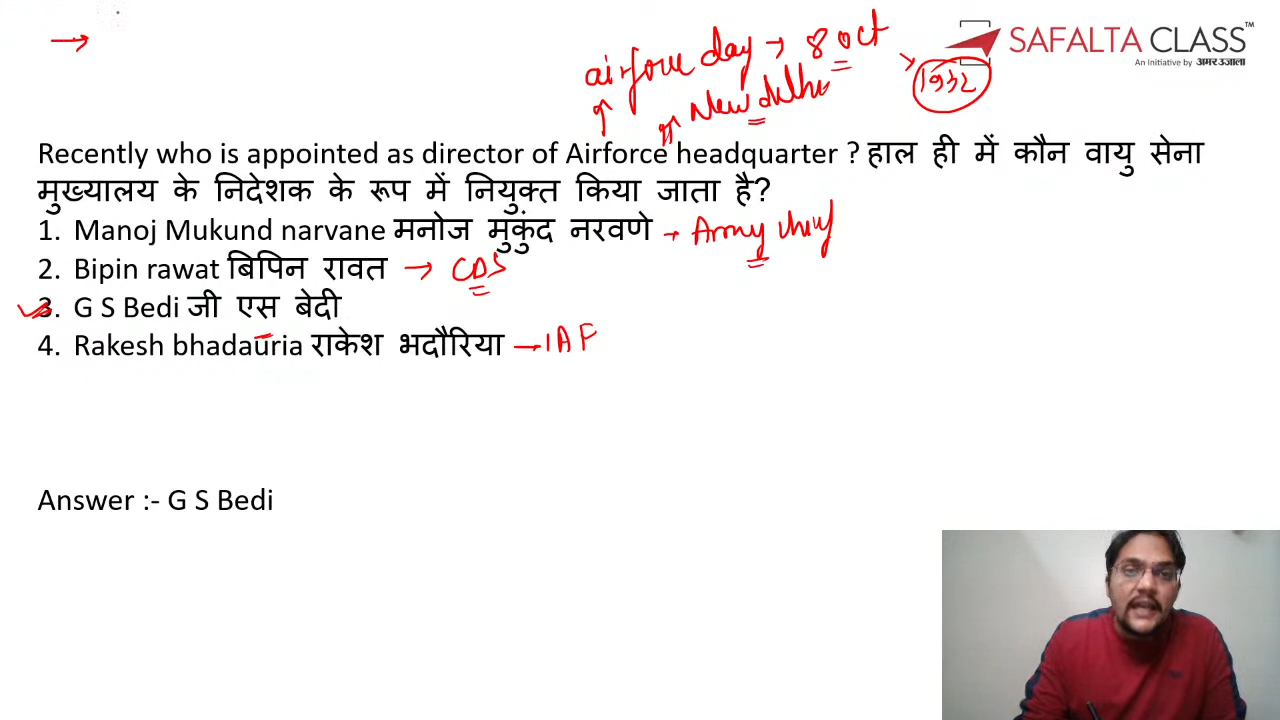 airforce day → 8 oct
1932
New delhi
SAFALTA CLASS™
An Initiative by अमर उजाला
Recently who is appointed as director of Airforce headquarter ? हाल ही में कौन वायु सेना
मुख्यालय के निदेशक के रूप में नियुक्त किया जाता है?
1. Manoj Mukund narvane मनोज मुकुंद नरवणे → Army chief
2. Bipin rawat बिपिन रावत → CDS
3. G S Bedi जी एस बेदी
4. Rakesh bhadauria राकेश भदौरिया → IAF
Answer :- G S Bedi